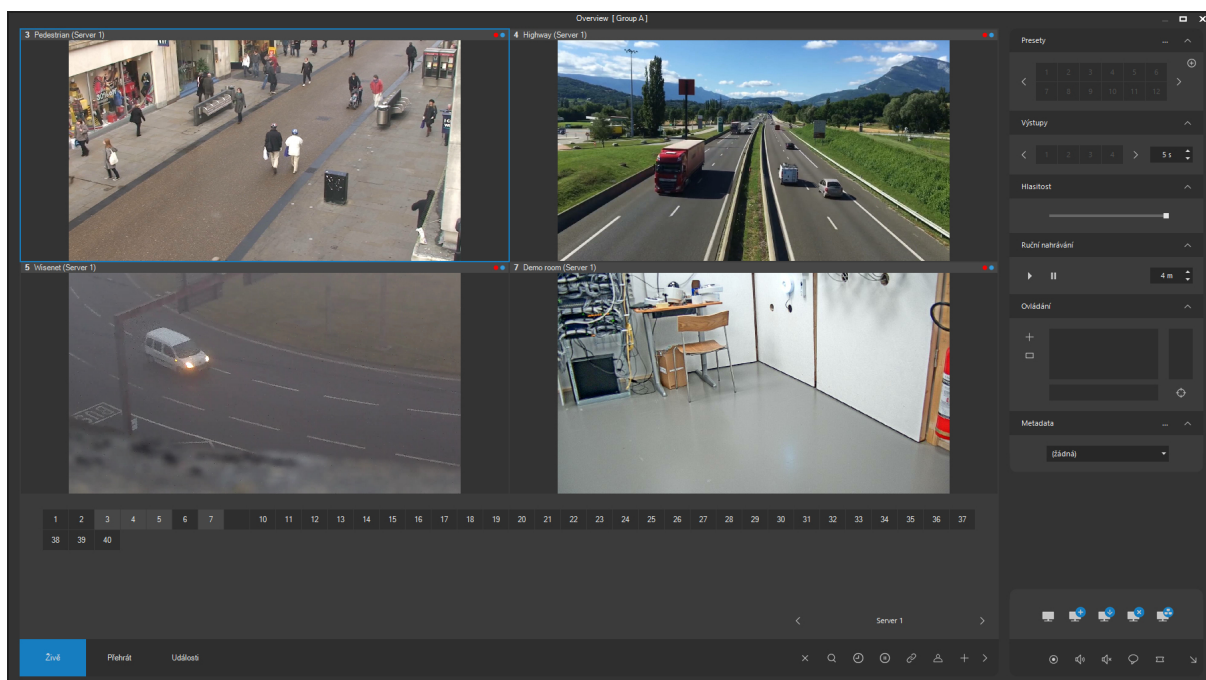 Overview [Group A]
3 Pedestrian (Server 1)
4 Highway (Server 1)
5 Wisenet (Server 1)
7 Demo room (Server 1)
Presety
1 2 3 4 5 6
7 8 9 10 11 12
Výstupy
1 2 3 4
5 s
Hlasitost
Ruční nahrávání
4 m
Ovládání
Metadata
(žádná)
1 2 3 4 5 6 7 10 11 12 13 14 15 16 17 18 19 20 21 22 23 24 25 26 27 28 29 30 31 32 33 34 35 36 37
38 39 40
Server 1
Živě Přehrát Události